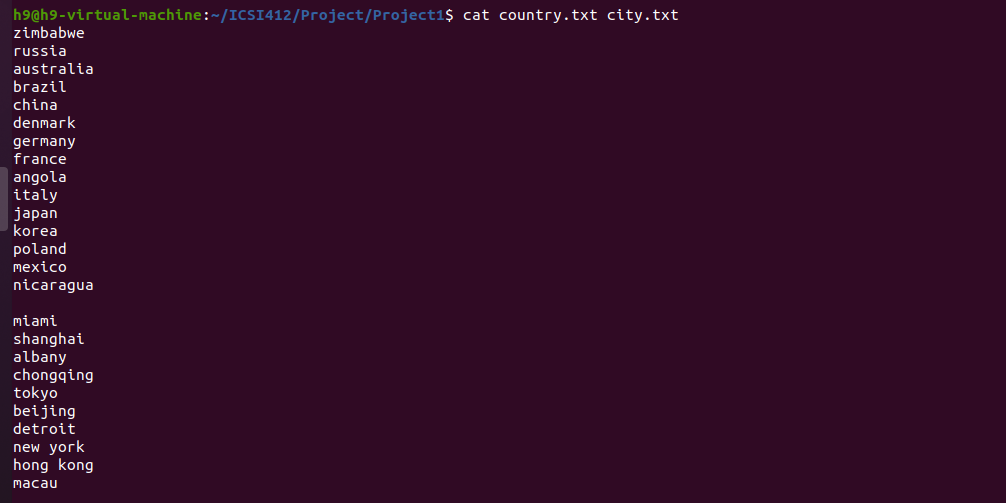 h9@h9-virtual-machine:~/ICSI412/Project/Project1$ cat country.txt city.txt
zimbabwe
russia
australia
brazil
china
denmark
germany
france
angola
italy
japan
korea
poland
mexico
nicaragua

miami
shanghai
albany
chongqing
tokyo
beijing
detroit
new york
hong kong
macau